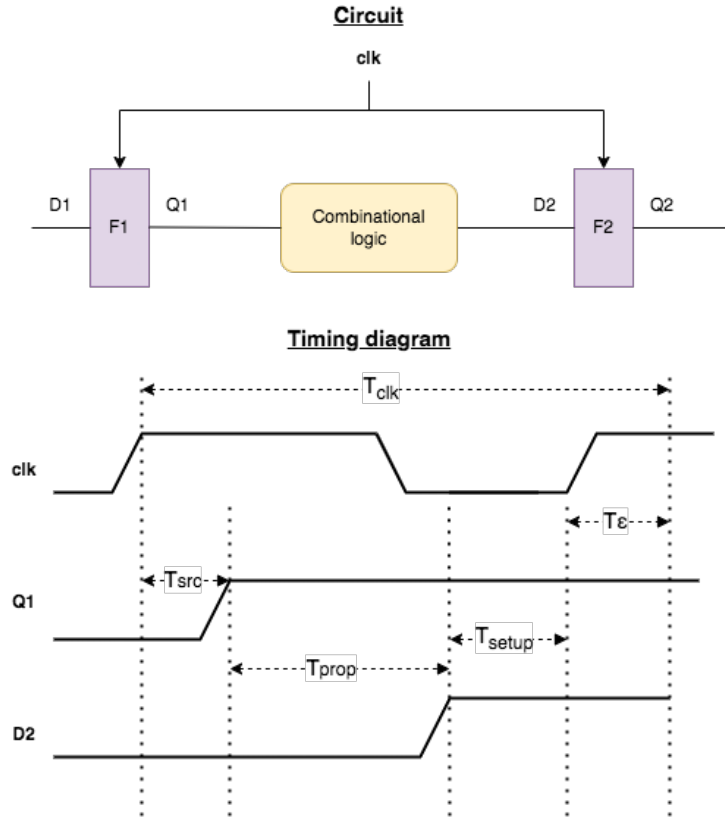 Circuit
clk
D1
F1
Q1
Combinational
logic
D2
F2
Q2
Timing diagram
Tclk
clk
Tε
Tsrc
Q1
Tsetup
Tprop
D2